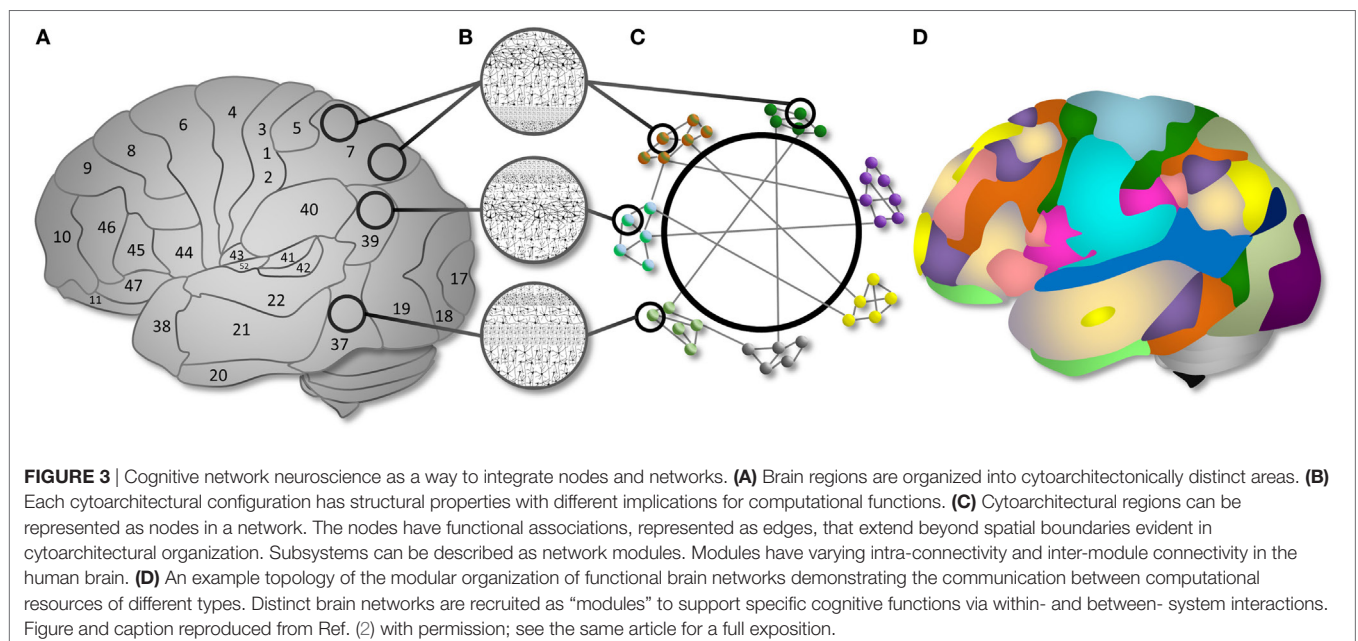 A
B
C
D
6
4
3
5
7
8
1
9
2
40
46
10
45
44
39
43
41
52
42
17
47
11
22
19
18
38
21
37
20
FIGURE 3 | Cognitive network neuroscience as a way to integrate nodes and networks. (A) Brain regions are organized into cytoarchitectonically distinct areas. (B)
Each cytoarchitectural configuration has structural properties with different implications for computational functions. (C) Cytoarchitectural regions can be
represented as nodes in a network. The nodes have functional associations, represented as edges, that extend beyond spatial boundaries evident in
cytoarchitectural organization. Subsystems can be described as network modules. Modules have varying intra-connectivity and inter-module connectivity in the
human brain. (D) An example topology of the modular organization of functional brain networks demonstrating the communication between computational
resources of different types. Distinct brain networks are recruited as “modules” to support specific cognitive functions via within- and between- system interactions.
Figure and caption reproduced from Ref. (2) with permission; see the same article for a full exposition.